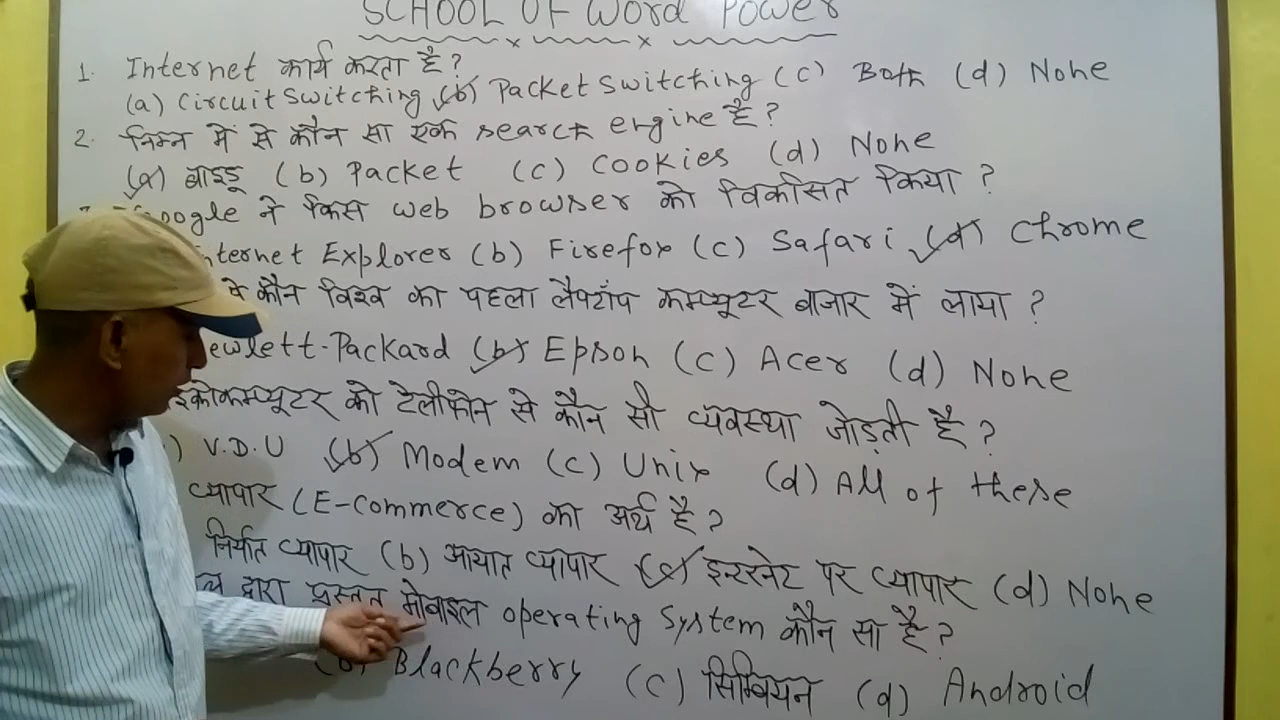 SCHOOL OF Word Power
1. Internet कार्य करता है?
(a) Circuit Switching (b) Packet Switching (c) Both (d) None
2. निम्न में से कौन सा एक search engine है?
(a) बाइडू (b) Packet (c) Cookies (d) None
Google ने किस web browser को विकसित किया?
Internet Explorer (b) Firefox (c) Safari (d) Chrome
कौन विश्व का पहला लैपटॉप कम्प्यूटर बाजार में लाया?
Hewlett-Packard (b) Epson (c) Acer (d) None
कम्प्यूटर को टेलीफोन से कौन सी व्यवस्था जोड़ती है?
) V.D.U (b) Modem (c) Unix (d) All of these
व्यापार (E-commerce) का अर्थ है?
निर्यात व्यापार (b) आयात व्यापार (c) इन्टरनेट पर व्यापार (d) None
द्वारा प्रस्तुत मोबाइल operating System कौन सा है?
(b) Blackberry (c) सिम्बियन (d) Android